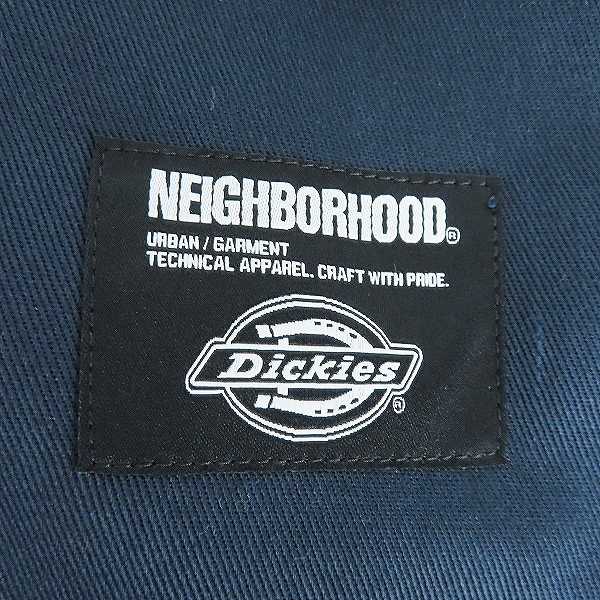 NEIGHBORHOOD®
URBAN / GARMENT
TECHNICAL APPAREL. CRAFT WITH PRIDE.
Dickies®